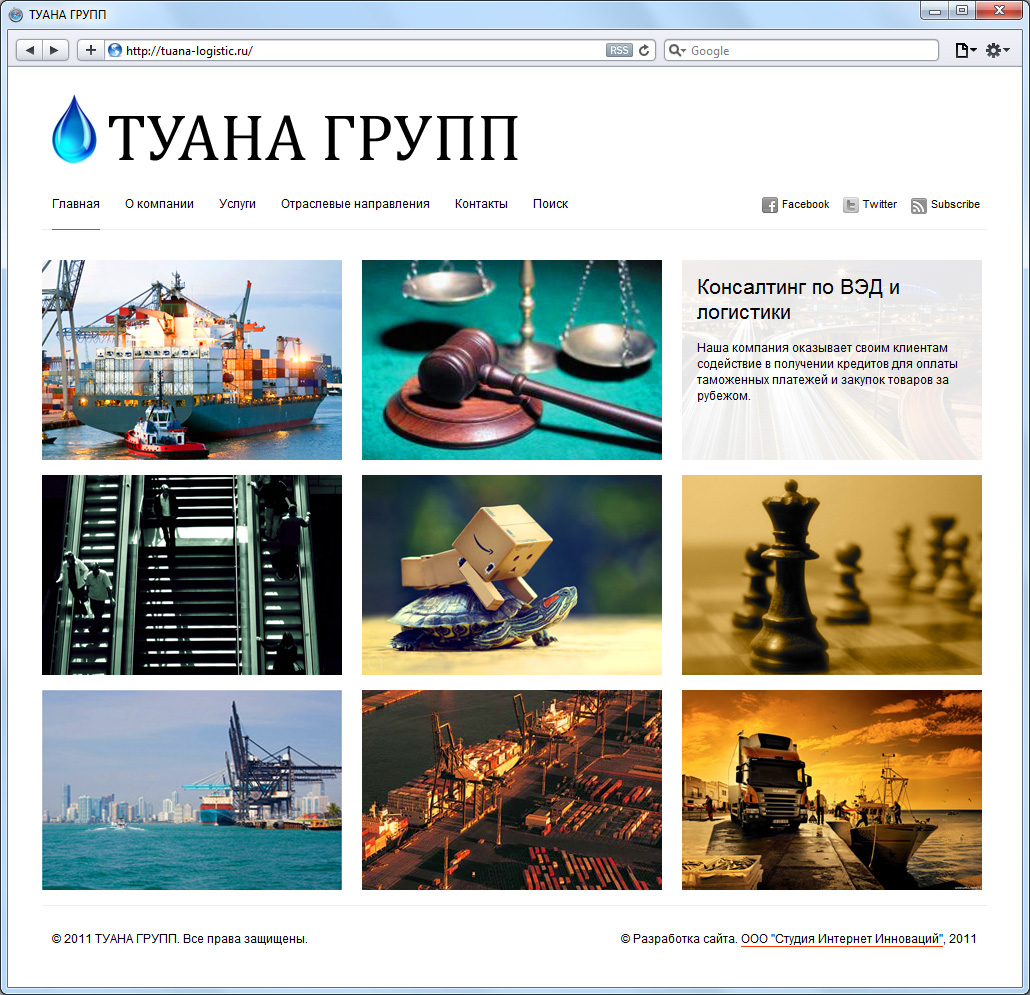 ТУАНА ГРУПП
http://tuana-logistic.ru/
RSS
Google
ТУАНА ГРУПП
Главная
О компании
Услуги
Отраслевые направления
Контакты
Поиск
Facebook
Twitter
Subscribe
Консалтинг по ВЭД и
логистики
Наша компания оказывает своим клиентам
содействие в получении кредитов для оплаты
таможенных платежей и закупок товаров за
рубежом.
© 2011 ТУАНА ГРУПП. Все права защищены.
© Разработка сайта. ООО "Студия Интернет Инноваций", 2011